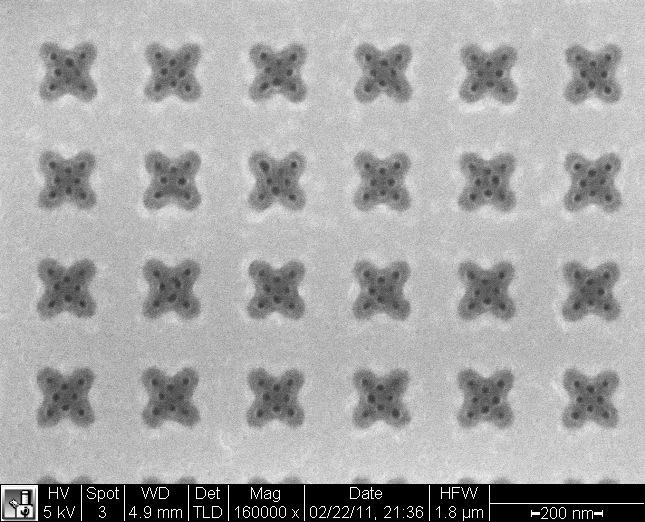 HV Spot WD Det Mag Date HFW
5 kV 3 4.9 mm TLD 160000 x 02/22/11, 21:36 1.8 µm 200 nm